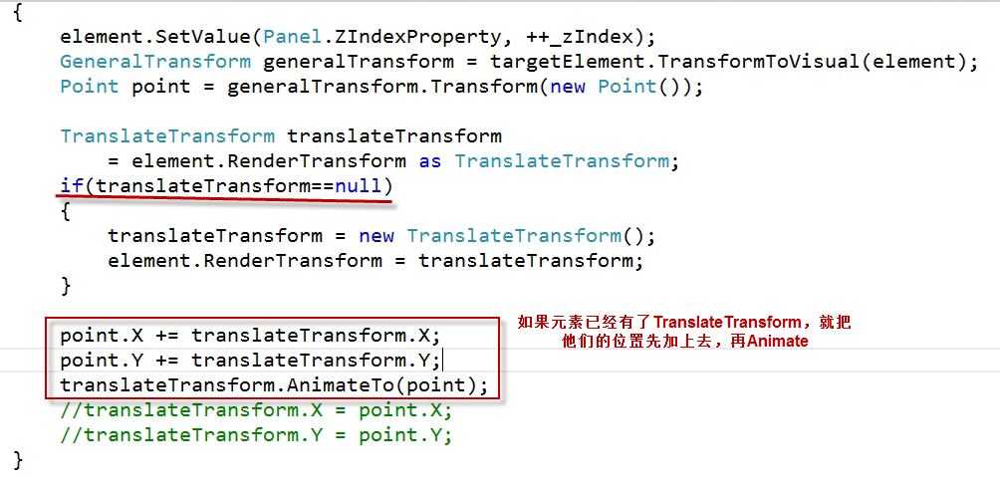 {
element.SetValue(Panel.ZIndexProperty, ++_zIndex);
GeneralTransform generalTransform = targetElement.TransformToVisual(element);
Point point = generalTransform.Transform(new Point());
TranslateTransform translateTransform
= element.RenderTransform as TranslateTransform;
if(translateTransform==null)
{
translateTransform = new TranslateTransform();
element.RenderTransform = translateTransform;
}
point.X += translateTransform.X;
point.Y += translateTransform.Y;
translateTransform.AnimateTo(point);
如果元素已经有了TranslateTransform，就把
他们的位置先加上去，再Animate
//translateTransform.X = point.X;
//translateTransform.Y = point.Y;
}